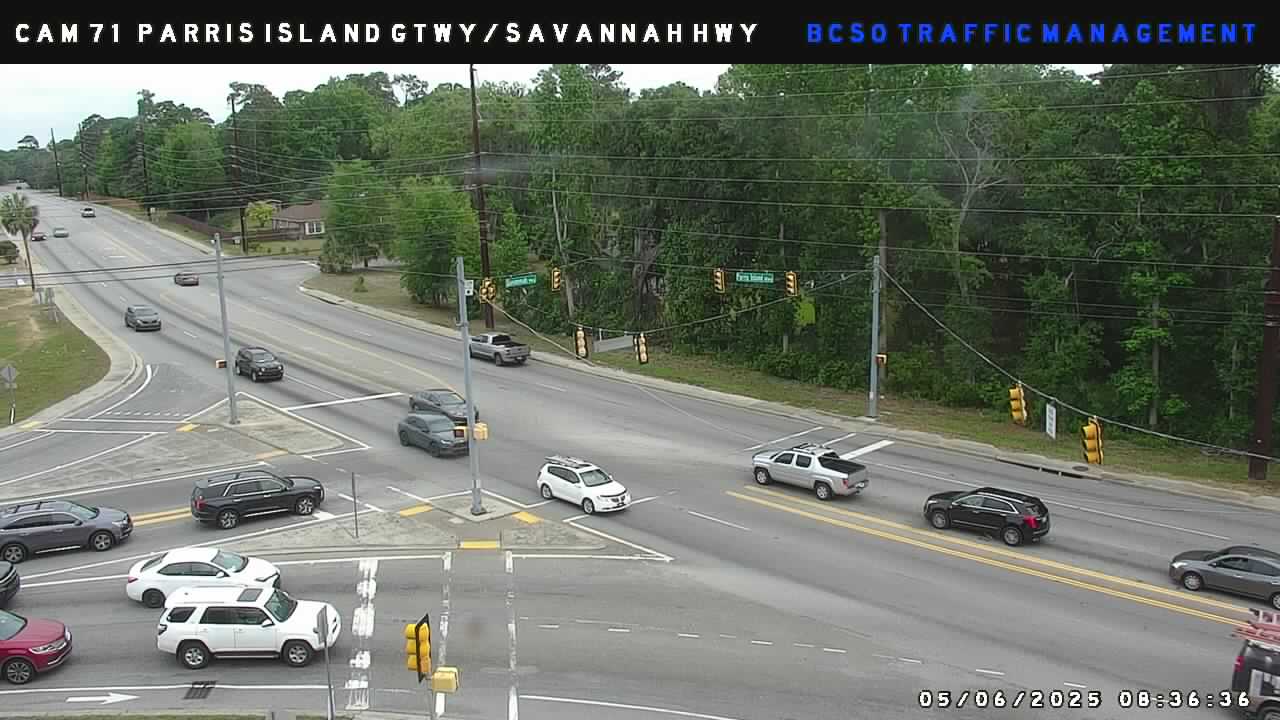 CAM 71 PARRIS ISLAND GTWY/SAVANNAH HWY BCSO TRAFFIC MANAGEMENT
05/06/2025 08:36:36